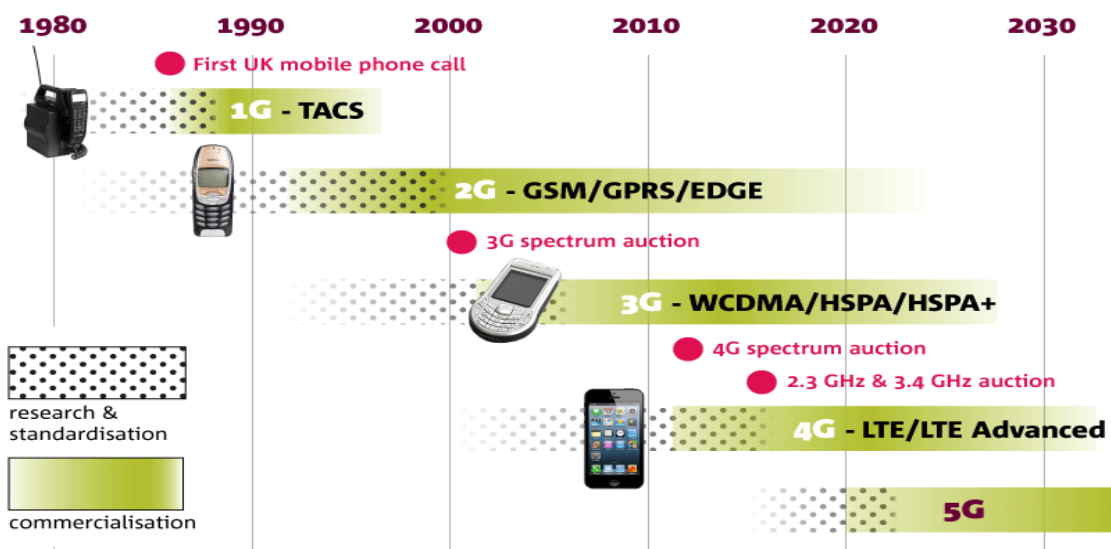 1980 1990 2000 2010 2020 2030
First UK mobile phone call
1G - TACS
2G - GSM/GPRS/EDGE
3G spectrum auction
3G - WCDMA/HSPA/HSPA+
4G spectrum auction
2.3 GHz & 3.4 GHz auction
research &
standardisation
4G - LTE/LTE Advanced
commercialisation
5G